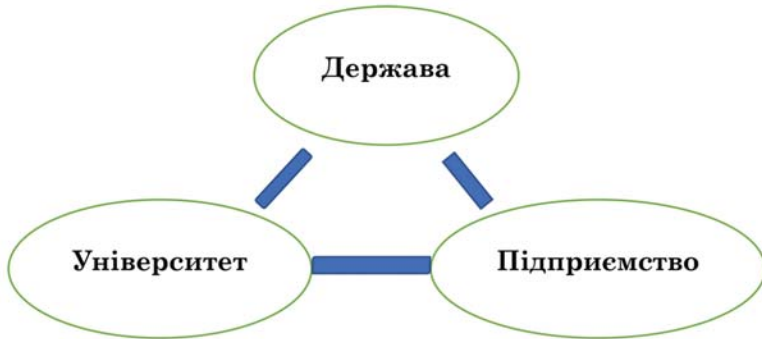 Держава
Університет
Підприємство